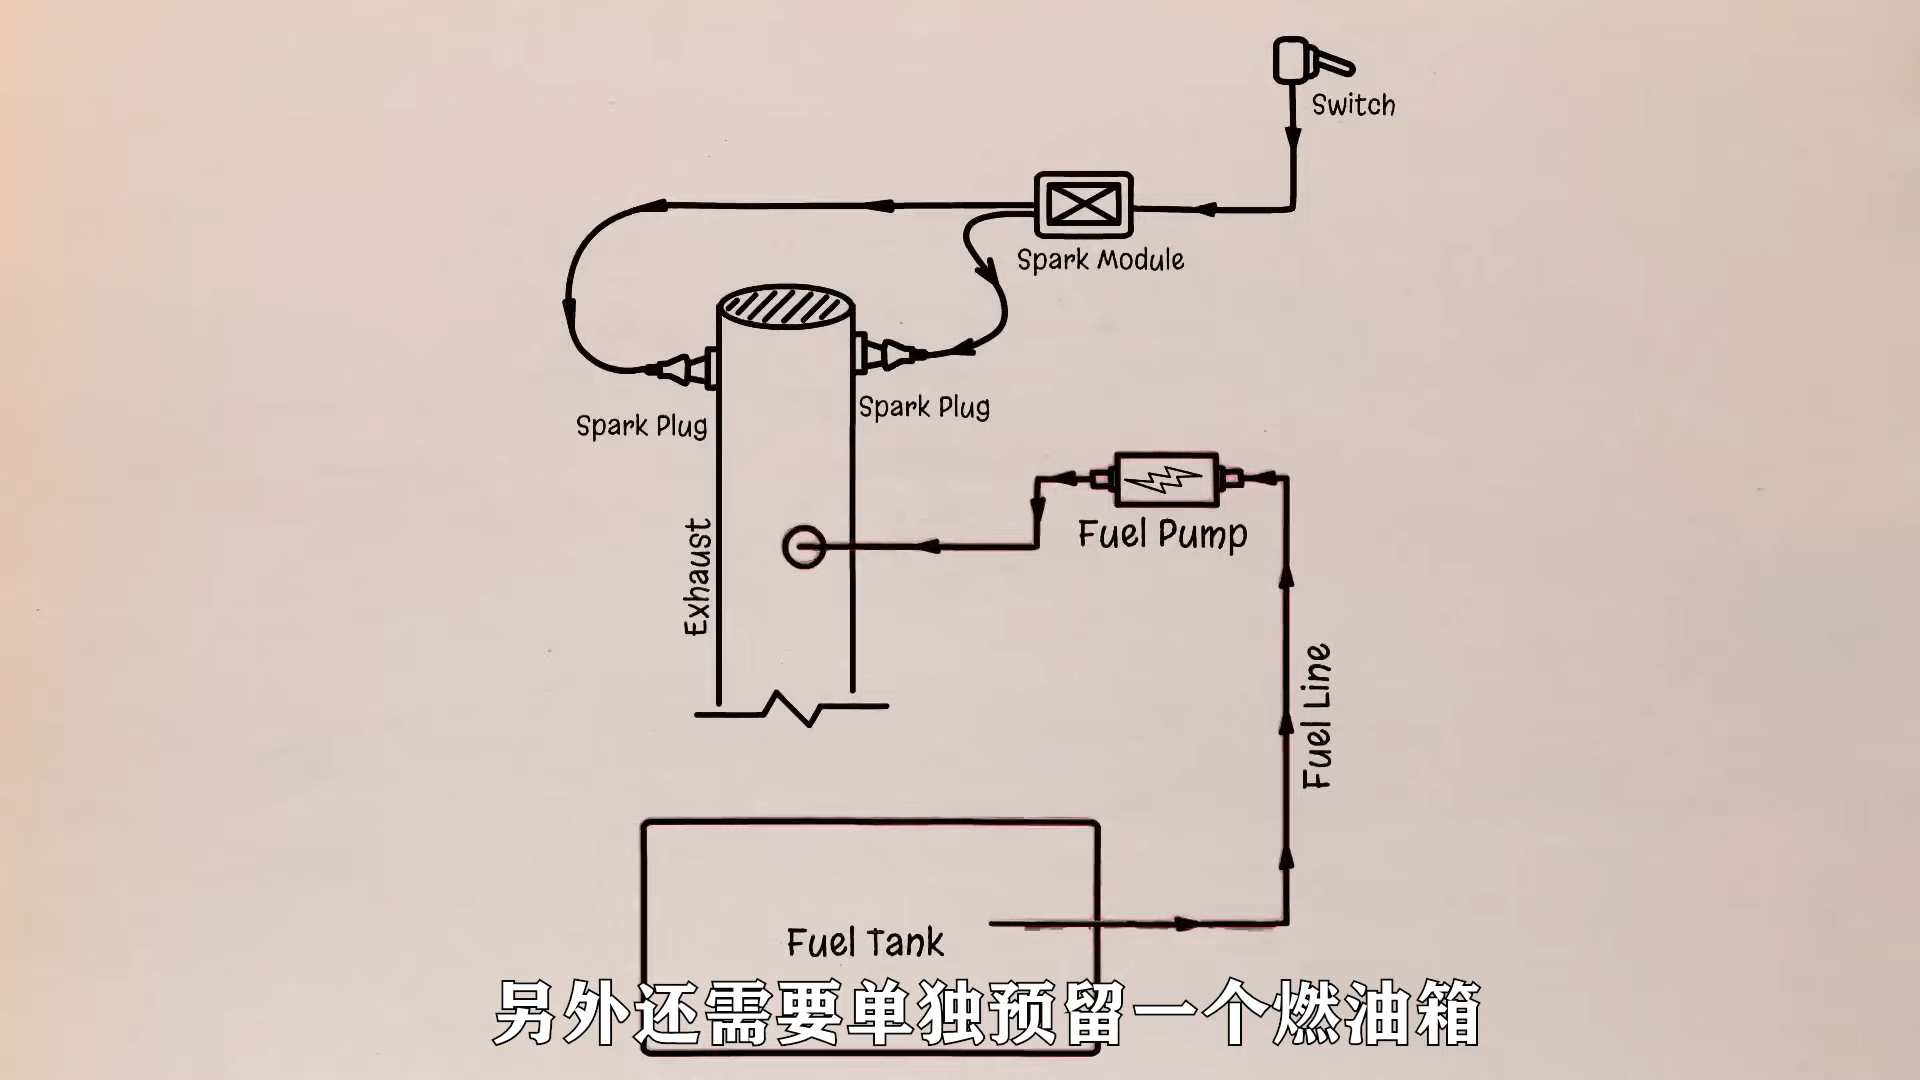 Switch
Spark Module
Spark Plug
Spark Plug
Exhaust
Fuel Pump
Fuel Line
Fuel Tank
另外还需要单独预留一个燃油箱